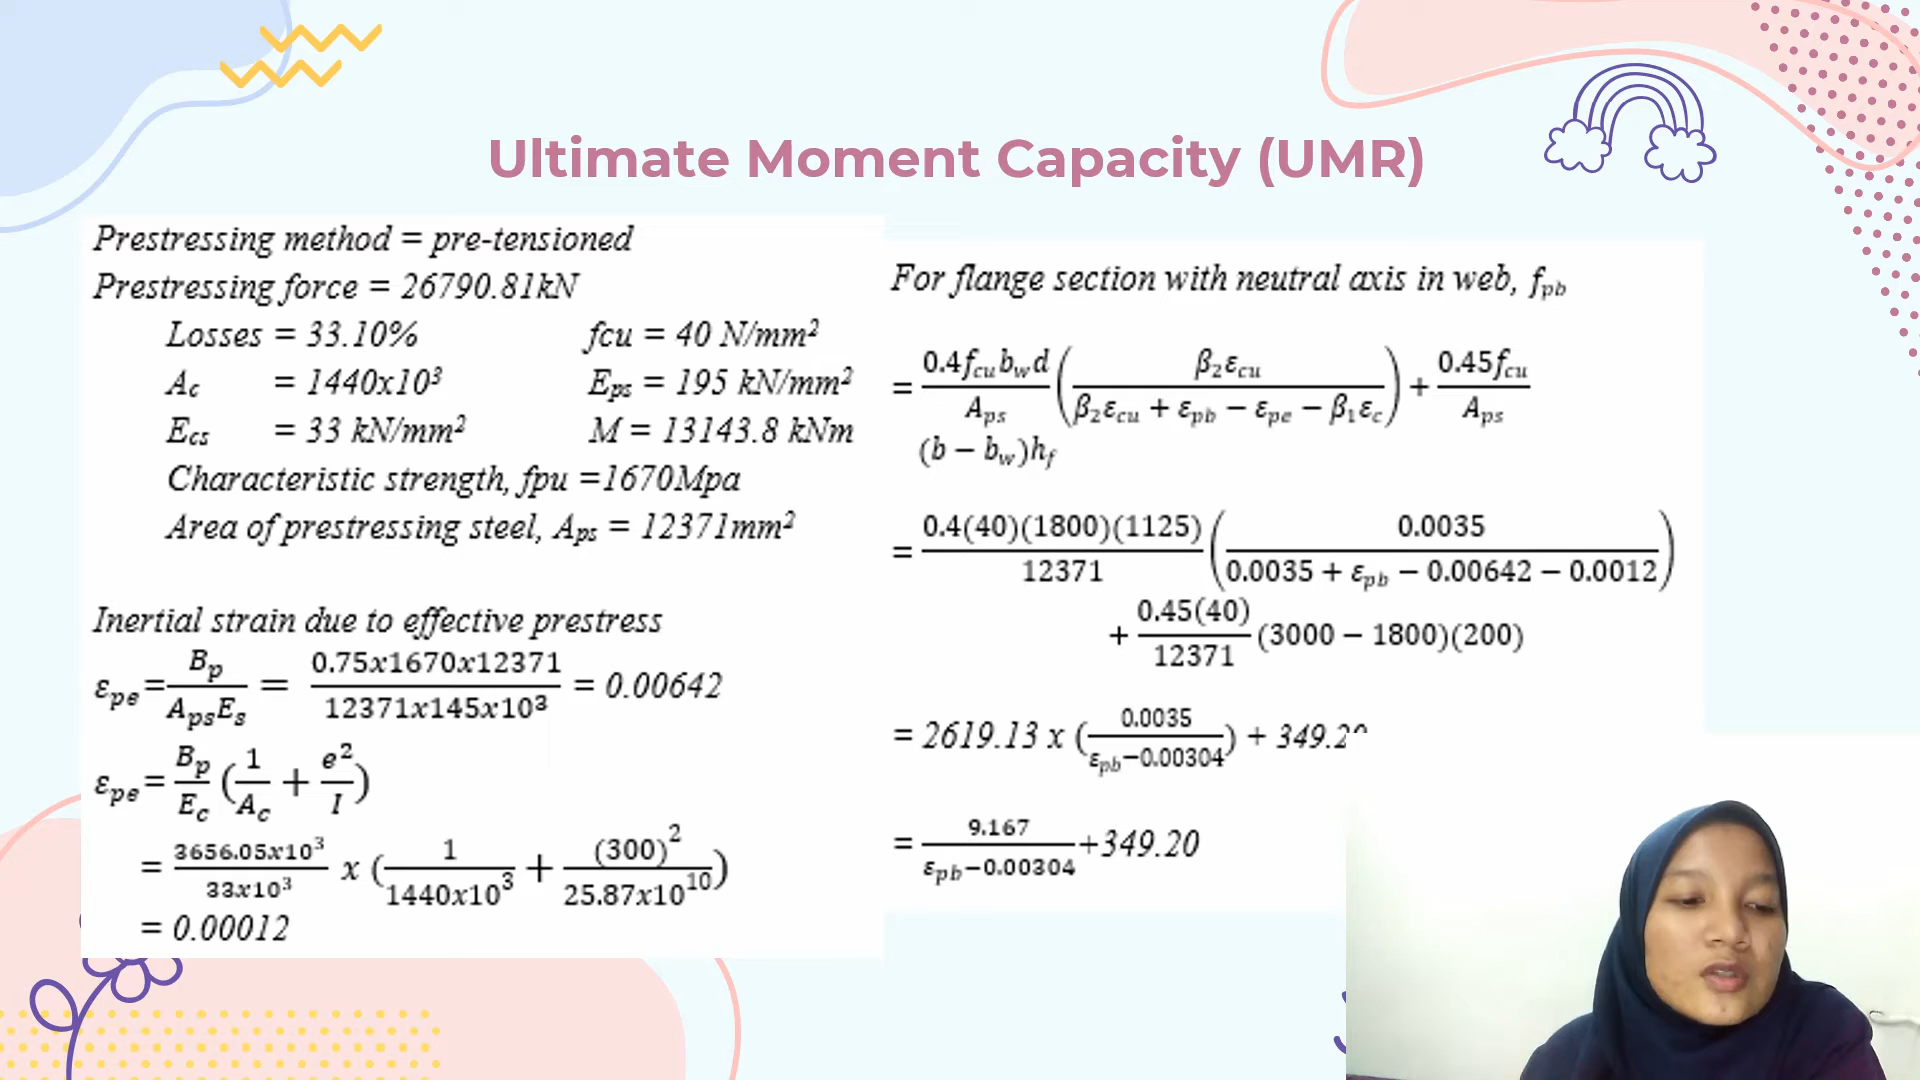 Ultimate Moment Capacity (UMR)
Prestressing method = pre-tensioned
Prestressing force = 26790.81kN
Losses = 33.10% fcu = 40 N/mm²
A_c = 1440x10³ E_ps = 195 kN/mm²
E_cs = 33 kN/mm² M = 13143.8 kNm
Characteristic strength, fpu =1670Mpa
Area of prestressing steel, A_ps = 12371mm²
Inertial strain due to effective prestress
ε_pe = B_p / (A_ps E_s) = (0.75x1670x12371) / (12371x145x10³) = 0.00642
ε_pe = B_p/E_c (1/A_c + e²/I)
= 3656.05x10³/33x10³ x (1/1440x10³ + (300)²/25.87x10¹⁰)
= 0.00012
For flange section with neutral axis in web, f_pb
= 0.4f_cu b_w d / A_ps (β₂ε_cu / (β₂ε_cu + ε_pb − ε_pe − β₁ε_c)) + 0.45f_cu / A_ps
(b − b_w)h_f
= 0.4(40)(1800)(1125) / 12371 (0.0035 / (0.0035 + ε_pb − 0.00642 − 0.0012))
+ 0.45(40) / 12371 (3000 − 1800)(200)
= 2619.13 x (0.0035 / (ε_pb−0.00304)) +
= 9.167 / (ε_pb−0.00304) +349.20